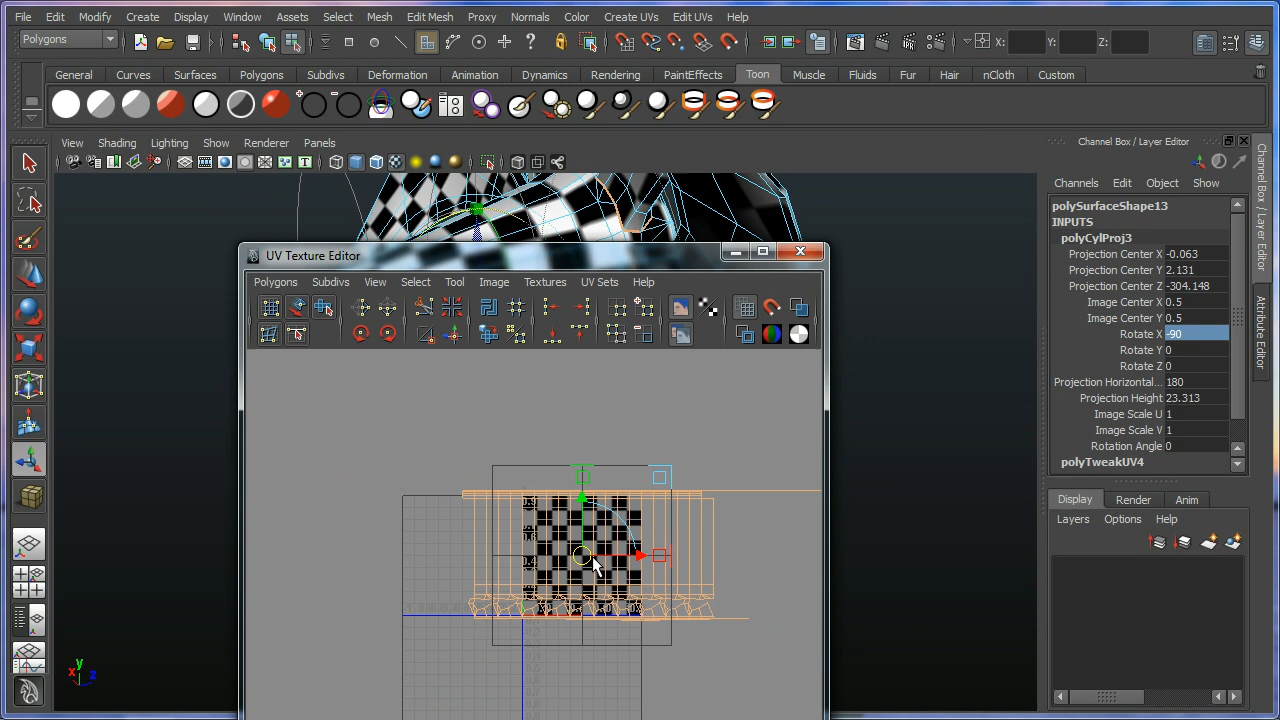 File Edit Modify Create Display Window Assets Select Mesh Edit Mesh Proxy Normals Color Create UVs Edit UVs Help
Polygons X: Y: Z:
General Curves Surfaces Polygons Subdivs Deformation Animation Dynamics Rendering PaintEffects Toon Muscle Fluids Fur Hair nCloth Custom
View Shading Lighting Show Renderer Panels
Channel Box / Layer Editor
Channels Edit Object Show
polySurfaceShape13
INPUTS
polyCylProj3
Projection Center X -0.063
Projection Center Y 2.131
Projection Center Z -304.148
Image Center X 0.5
Image Center Y 0.5
Rotate X -90
Rotate Y 0
Rotate Z 0
Projection Horizontal... 180
Projection Height 23.313
Image Scale U 1
Image Scale V 1
Rotation Angle 0
polyTweakUV4
Display Render Anim
Layers Options Help
Channel Box / Layer Editor
Attribute Editor
UV Texture Editor
Polygons Subdivs View Select Tool Image Textures UV Sets Help
y
x z